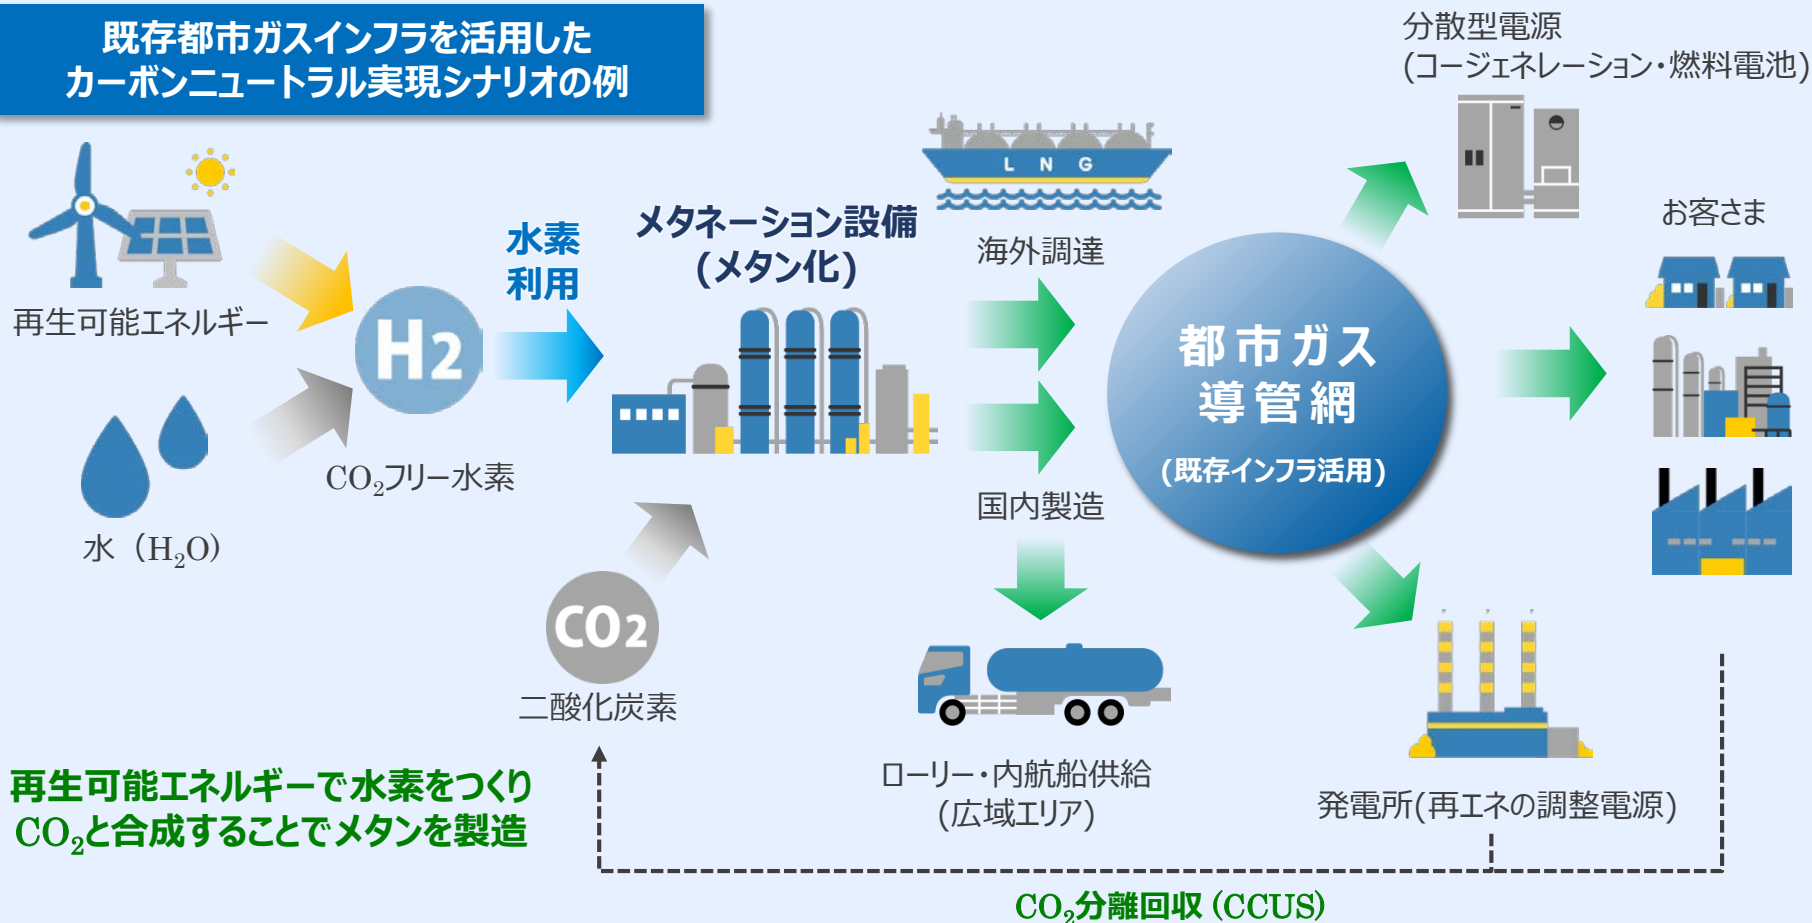 既存都市ガスインフラを活用した
カーボンニュートラル実現シナリオの例
分散型電源
(コージェネレーション・燃料電池)
LNG
お客さま
水素
利用
メタネーション設備
(メタン化)
海外調達
再生可能エネルギー
H2
都市ガス
導管網
(既存インフラ活用)
CO₂フリー水素
国内製造
水（H₂O)
CO2
二酸化炭素
ローリー・内航船供給
(広域エリア)
発電所(再エネの調整電源)
再生可能エネルギーで水素をつくり
CO₂と合成することでメタンを製造
CO₂分離回収 (CCUS)